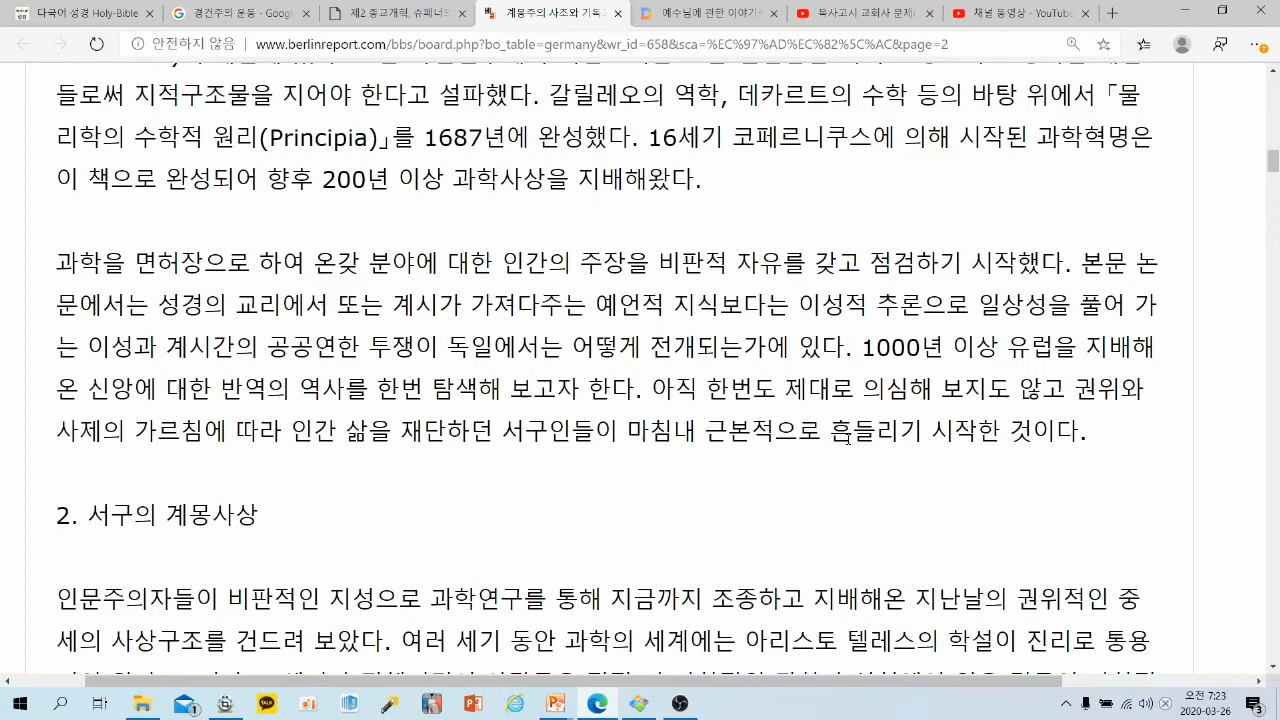 다국어 성경 Holy-Bible
경건주의 운동 - Googl
제2 종교개혁, 슈페너와
계몽주의 사조와 기독교
예수님에 관한 이야기
목사고시 교회사 문제
채널 동영상 - YouTube
안전하지 않음
www.berlinreport.com/bbs/board.php?bo_table=germany&wr_id=658&sca=%EC%97%AD%EC%82%5C%AC&page=2
들로써 지적구조물을 지어야 한다고 설파했다. 갈릴레오의 역학, 데카르트의 수학 등의 바탕 위에서 「물
리학의 수학적 원리(Principia)」를 1687년에 완성했다. 16세기 코페르니쿠스에 의해 시작된 과학혁명은
이 책으로 완성되어 향후 200년 이상 과학사상을 지배해왔다.
과학을 면허장으로 하여 온갖 분야에 대한 인간의 주장을 비판적 자유를 갖고 점검하기 시작했다. 본문 논
문에서는 성경의 교리에서 또는 계시가 가져다주는 예언적 지식보다는 이성적 추론으로 일상성을 풀어 가
는 이성과 계시간의 공공연한 투쟁이 독일에서는 어떻게 전개되는가에 있다. 1000년 이상 유럽을 지배해
온 신앙에 대한 반역의 역사를 한번 탐색해 보고자 한다. 아직 한번도 제대로 의심해 보지도 않고 권위와
사제의 가르침에 따라 인간 삶을 재단하던 서구인들이 마침내 근본적으로 흔들리기 시작한 것이다.
2. 서구의 계몽사상
인문주의자들이 비판적인 지성으로 과학연구를 통해 지금까지 조종하고 지배해온 지난날의 권위적인 중
세의 사상구조를 건드려 보았다. 여러 세기 동안 과학의 세계에는 아리스토 텔레스의 학설이 진리로 통용
오전 7:23
2020-03-26